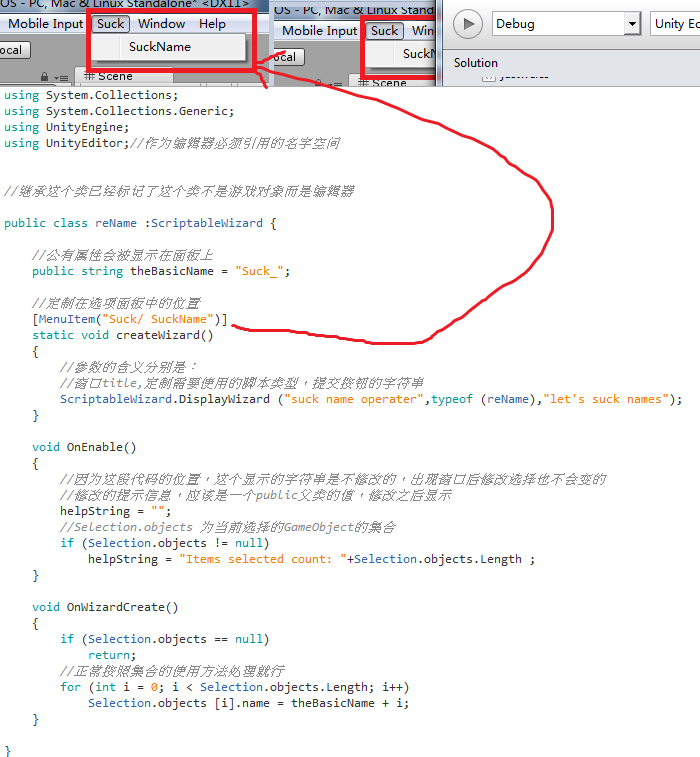 OS - PC, Mac & Linux Standalone* <DX11>
Mobile Input Suck Window Help
SuckName
ocal
Scene
OS - PC, Mac & Linux Standal
Mobile Input Suck Win
SuckN
ocal
Scene
Debug
Unity Ed
Solution
using System.Collections;
using System.Collections.Generic;
using UnityEngine;
using UnityEditor;//作为编辑器必须引用的名字空间
//继承这个类已经标记了这个类不是游戏对象而是编辑器
public class reName :ScriptableWizard {
//公有属性会被显示在面板上
public string theBasicName = "Suck_";
//定制在选项面板中的位置
[MenuItem("Suck/ SuckName")]
static void createWizard()
{
//参数的含义分别是：
//窗口title,定制需要使用的脚本类型，提交按钮的字符串
ScriptableWizard.DisplayWizard ("suck name operater",typeof (reName),"let's suck names");
}
void OnEnable()
{
//因为这段代码的位置，这个显示的字符串是不修改的，出现窗口后修改选择也不会变的
//修改的提示信息，应该是一个public父类的值，修改之后显示
helpString = "";
//Selection.objects 为当前选择的GameObject的集合
if (Selection.objects != null)
helpString = "Items selected count: "+Selection.objects.Length ;
}
void OnWizardCreate()
{
if (Selection.objects == null)
return;
//正常按照集合的使用方法处理就行
for (int i = 0; i < Selection.objects.Length; i++)
Selection.objects [i].name = theBasicName + i;
}
}